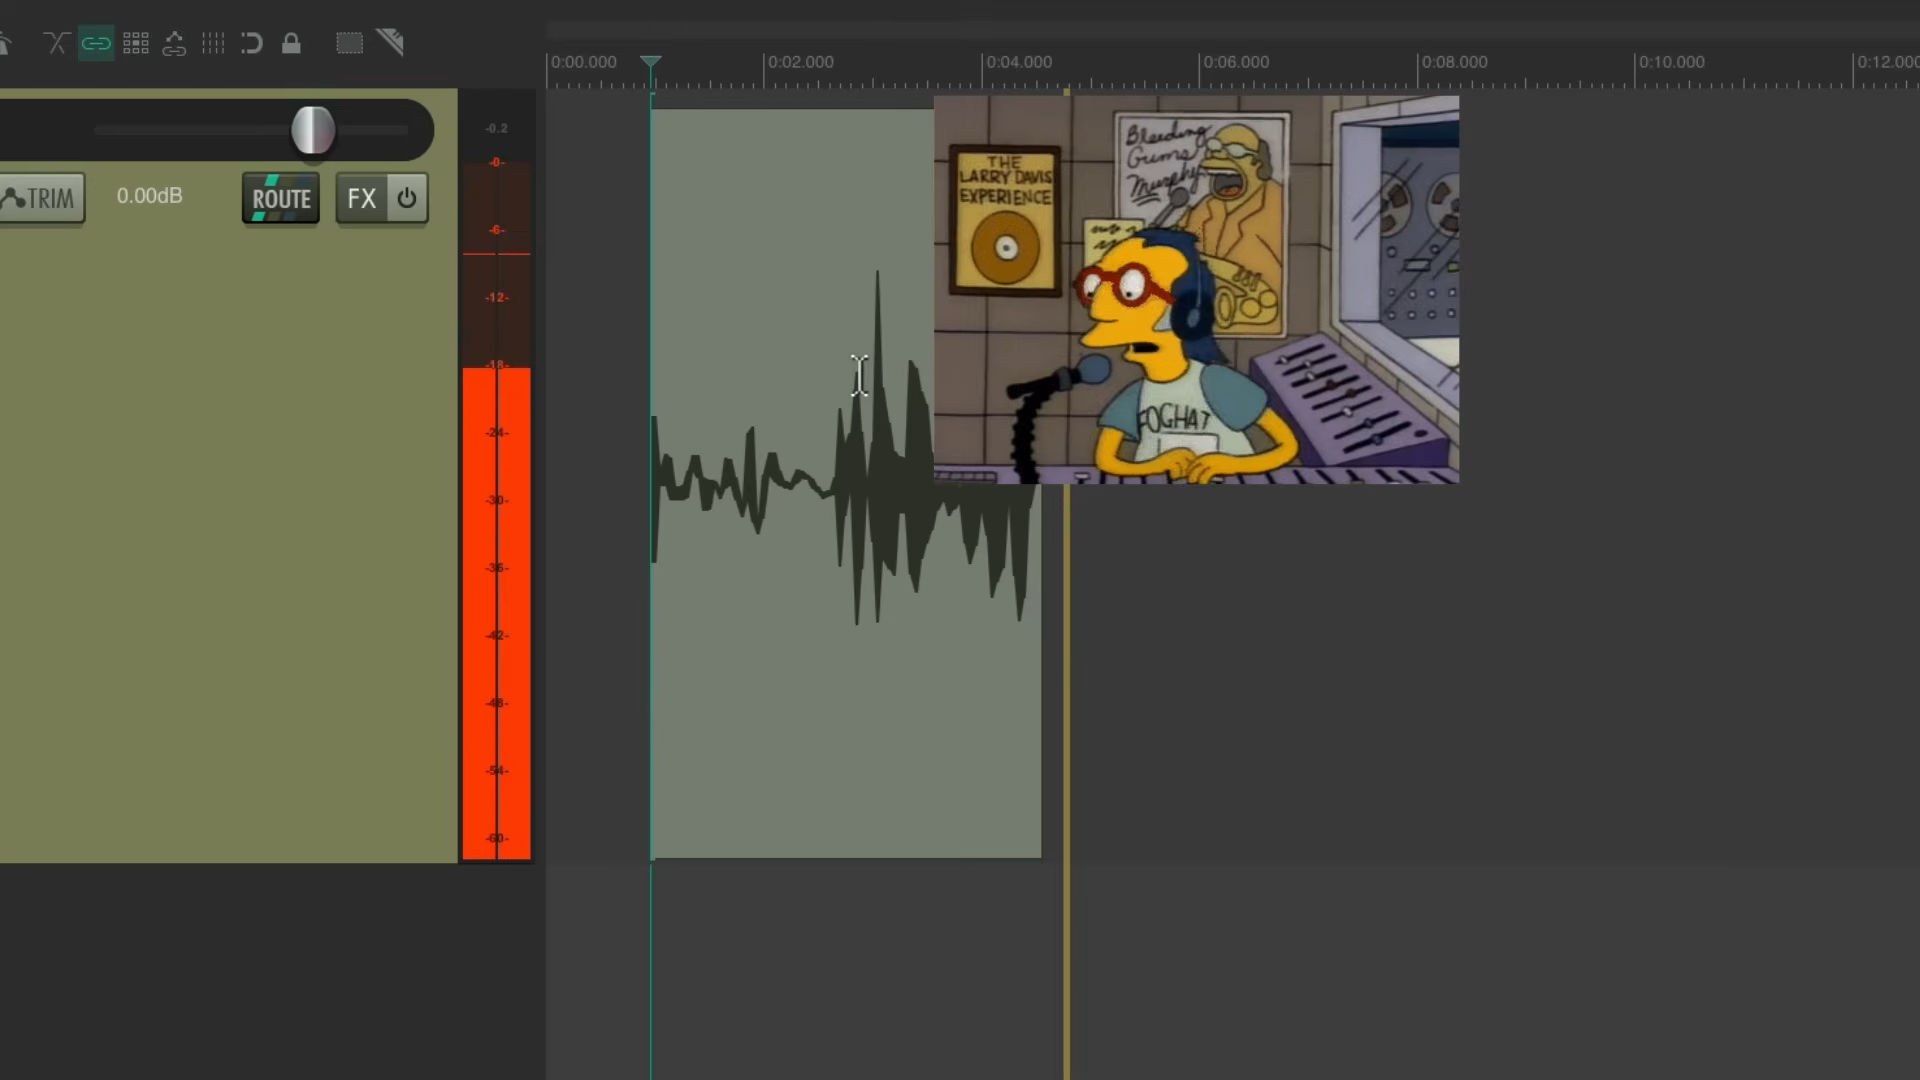 0:00.000 0:02.000 0:04.000 0:06.000 0:08.000 0:10.000 0:12.000
-0.2
-0-
TRIM 0.00dB ROUTE FX
-6-
-12-
-18-
-24-
-30-
-36-
-42-
-48-
-54-
-60-
THE
LARRY DAVIS
EXPERIENCE
Bleeding
Gums
Murphy
FOGHAT